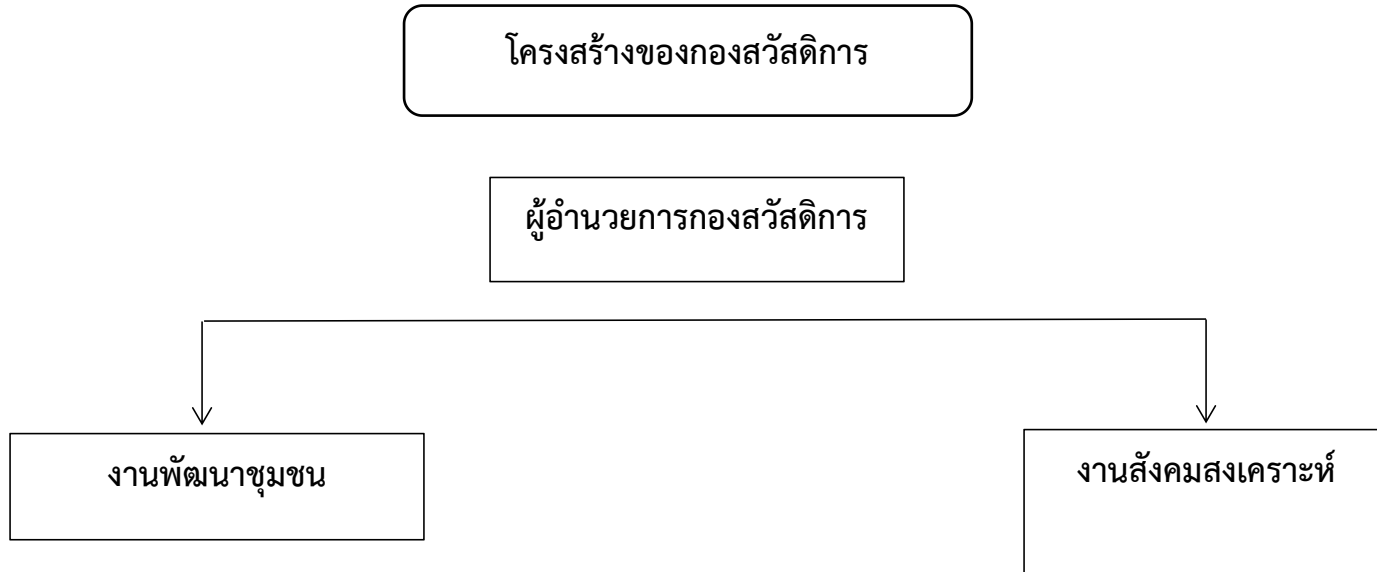 โครงสร้างของกองสวัสดิการ
ผู้อำนวยการกองสวัสดิการ
งานพัฒนาชุมชน
งานสังคมสงเคราะห์